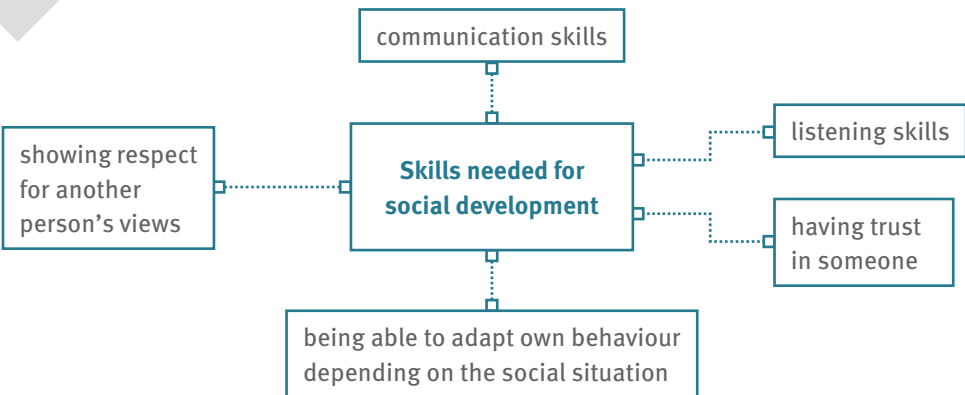 communication skills
showing respect
for another
person's views
Skills needed for
social development
listening skills
having trust
in someone
being able to adapt own behaviour
depending on the social situation